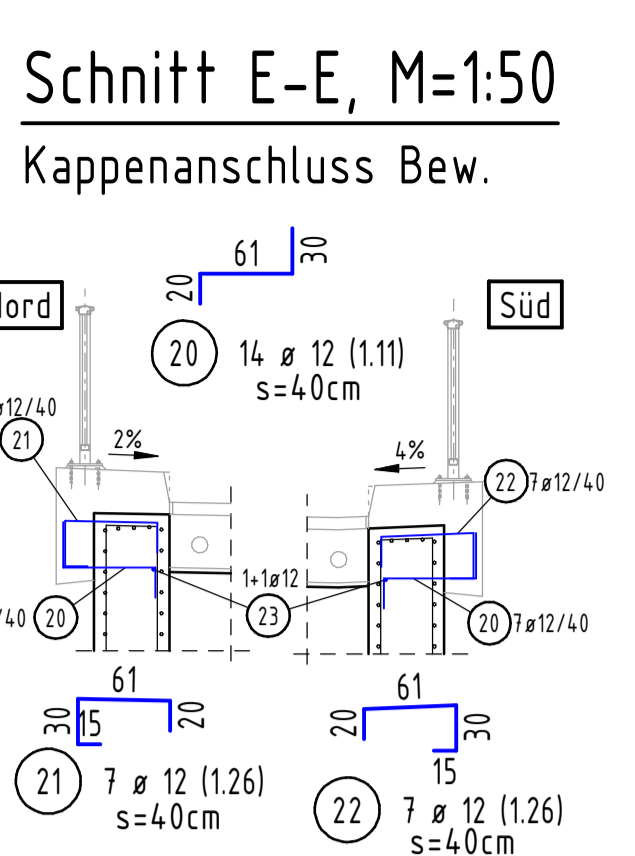 Schnitt E-E, M=1:50
Kappenanschluss Bew.
61
30
20
Süd
20
14 ø 12 (1.11)
s=40cm
ø12/40
21
2%
4%
22
7ø12/40
1+1ø12
/40
20
23
20
7ø12/40
61
30
15
20
61
20
30
15
21
7 ø 12 (1.26)
s=40cm
22
7 ø 12 (1.26)
s=40cm